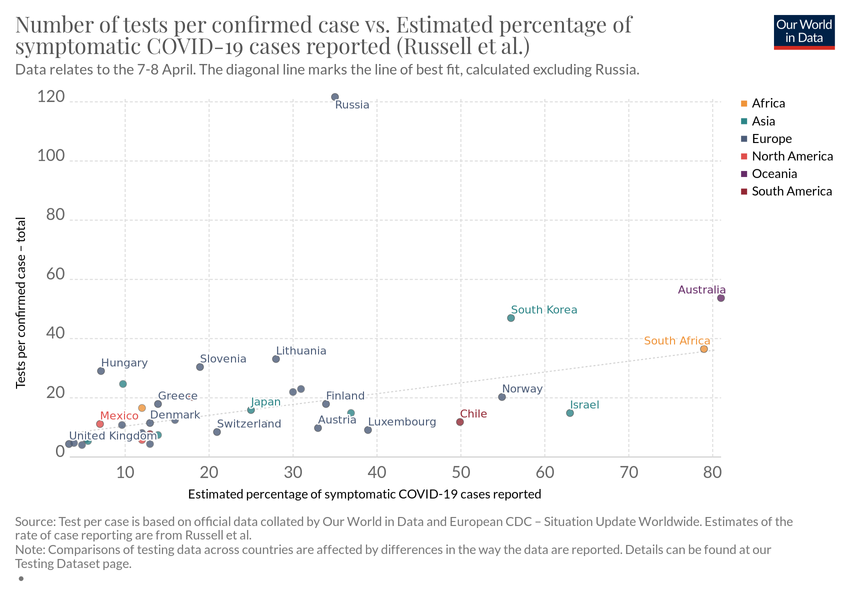 Number of tests per confirmed case vs. Estimated percentage of
symptomatic COVID-19 cases reported (Russell et al.)
Our World
in Data
Data relates to the 7-8 April. The diagonal line marks the line of best fit, calculated excluding Russia.
120
100
80
60
40
20
0
Tests per confirmed case – total
Russia
Australia
South Korea
South Africa
Lithuania
Slovenia
Hungary
Norway
Greece
Finland
Japan
Israel
Mexico
Denmark
Chile
Austria
Luxembourg
Switzerland
United Kingdom
10
20
30
40
50
60
70
80
Estimated percentage of symptomatic COVID-19 cases reported
Africa
Asia
Europe
North America
Oceania
South America
Source: Test per case is based on official data collated by Our World in Data and European CDC – Situation Update Worldwide. Estimates of the
rate of case reporting are from Russell et al.
Note: Comparisons of testing data across countries are affected by differences in the way the data are reported. Details can be found at our
Testing Dataset page.
•